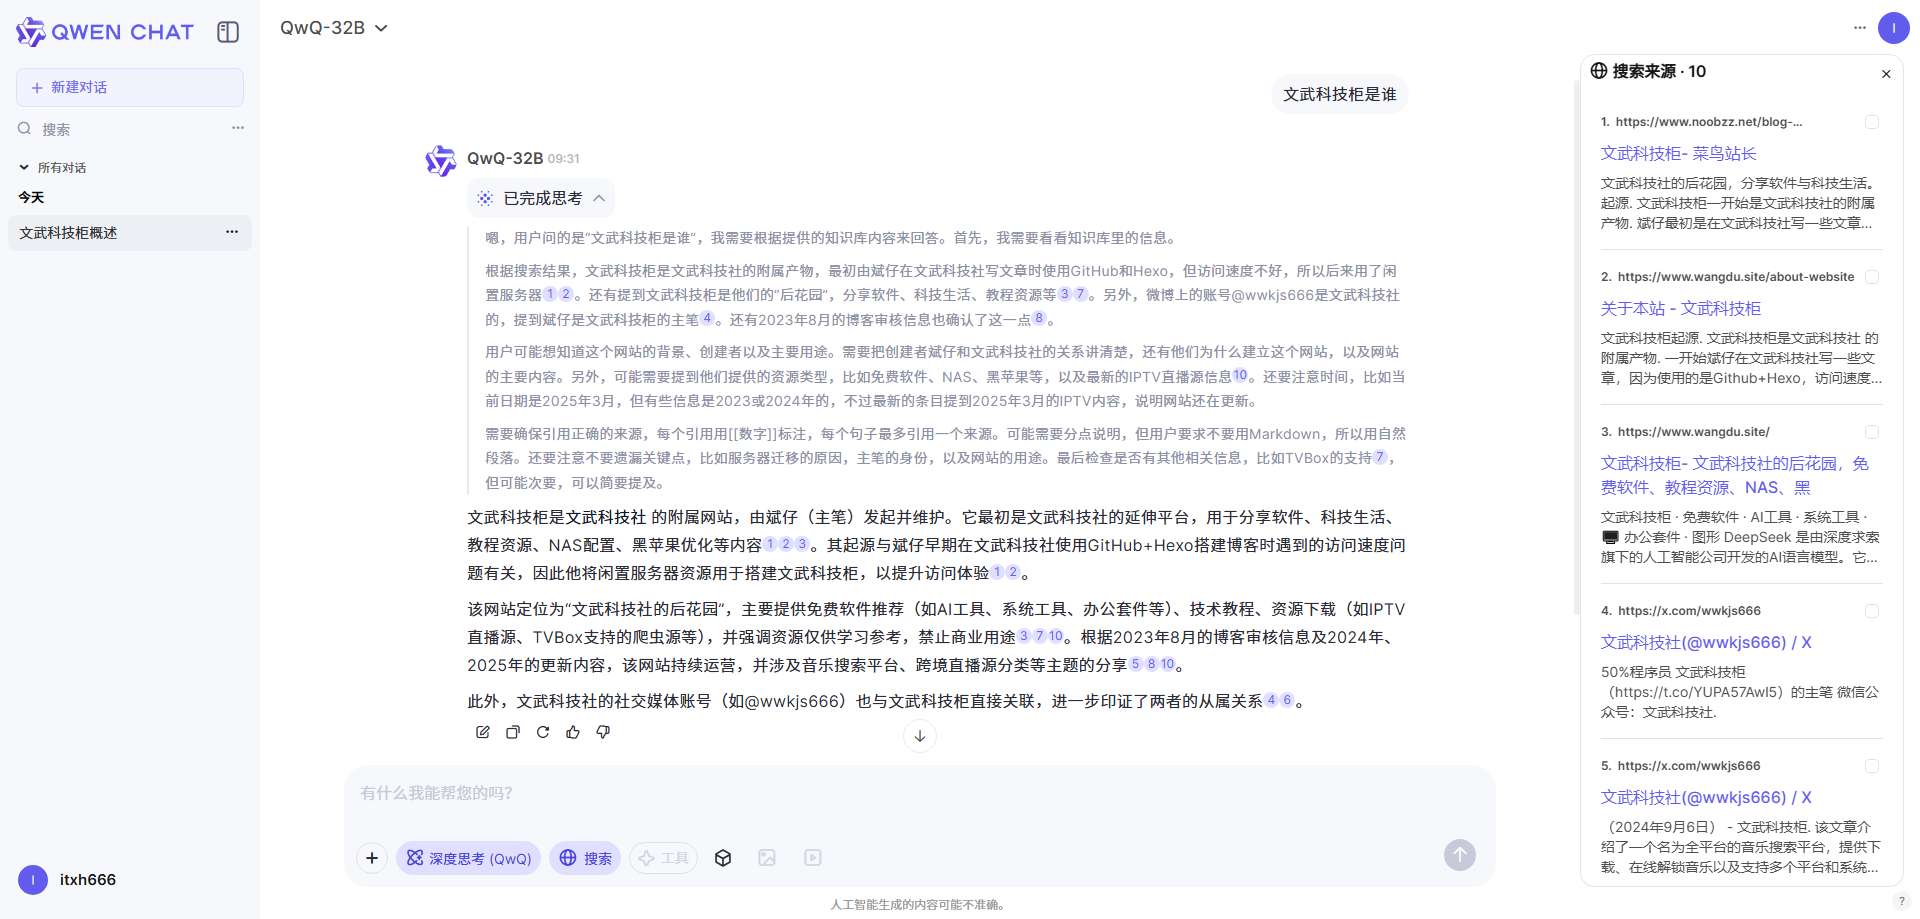 QWEN CHAT
新建对话
搜索
所有对话
今天
文武科技柜概述
itxh666
QwQ-32B
文武科技柜是谁
QwQ-32B 09:31
已完成思考
嗯，用户问的是“文武科技柜是谁”，我需要根据提供的知识库内容来回答。首先，我需要看看知识库里的信息。
根据搜索结果，文武科技柜是文武科技社的附属产物，最初由斌仔在文武科技社写文章时使用GitHub和Hexo，但访问速度不好，所以后来用了闲
置服务器 1 2 。还有提到文武科技柜是他们的“后花园”，分享软件、科技生活、教程资源等 3 7 。另外，微博上的账号@wwkjs666是文武科技社
的，提到斌仔是文武科技柜的主笔 4 。还有2023年8月的博客审核信息也确认了这一点 8 。
用户可能想知道这个网站的背景、创建者以及主要用途。需要把创建者斌仔和文武科技社的关系讲清楚，还有他们为什么建立这个网站，以及网站
的主要内容。另外，可能需要提到他们提供的资源类型，比如免费软件、NAS、黑苹果等，以及最新的IPTV直播源信息 10 。还要注意时间，比如当
前日期是2025年3月，但有些信息是2023或2024年的，不过最新的条目提到2025年3月的IPTV内容，说明网站还在更新。
需要确保引用正确的来源，每个引用用[[数字]]标注，每个句子最多引用一个来源。可能需要分点说明，但用户要求不要用Markdown，所以用自然
段落。还要注意不要遗漏关键点，比如服务器迁移的原因，主笔的身份，以及网站的用途。最后检查是否有其他相关信息，比如TVBox的支持 7 ，
但可能次要，可以简要提及。
文武科技柜是文武科技社 的附属网站，由斌仔（主笔）发起并维护。它最初是文武科技社的延伸平台，用于分享软件、科技生活、
教程资源、NAS配置、黑苹果优化等内容 1 2 3 。其起源与斌仔早期在文武科技社使用GitHub+Hexo搭建博客时遇到的访问速度问
题有关，因此他将闲置服务器资源用于搭建文武科技柜，以提升访问体验 1 2 。
该网站定位为“文武科技社的后花园”，主要提供免费软件推荐（如AI工具、系统工具、办公套件等）、技术教程、资源下载（如IPTV
直播源、TVBox支持的爬虫源等），并强调资源仅供学习参考，禁止商业用途 3 7 10 。根据2023年8月的博客审核信息及2024年、
2025年的更新内容，该网站持续运营，并涉及音乐搜索平台、跨境直播源分类等主题的分享 5 8 10 。
此外，文武科技社的社交媒体账号（如@wwkjs666）也与文武科技柜直接关联，进一步印证了两者的从属关系 4 6 。
有什么我能帮您的吗？
深度思考 (QwQ) 搜索 工具
人工智能生成的内容可能不准确。
搜索来源 · 10
1. https://www.noobzz.net/blog-...
文武科技柜- 菜鸟站长
文武科技社的后花园，分享软件与科技生活。
起源. 文武科技柜一开始是文武科技社的附属
产物. 斌仔最初是在文武科技社写一些文章...
2. https://www.wangdu.site/about-website
关于本站 - 文武科技柜
文武科技柜起源. 文武科技柜是文武科技社 的
附属产物. 一开始斌仔在文武科技社写一些文
章，因为使用的是Github+Hexo，访问速度...
3. https://www.wangdu.site/
文武科技柜- 文武科技社的后花园，免
费软件、教程资源、NAS、黑
文武科技柜 · 免费软件 · AI工具 · 系统工具 ·
办公套件 · 图形 DeepSeek 是由深度求索
旗下的人工智能公司开发的AI语言模型。它...
4. https://x.com/wwkjs666
文武科技社(@wwkjs666) / X
50%程序员 文武科技柜
（https://t.co/YUPA57AwI5）的主笔 微信公
众号：文武科技社.
5. https://x.com/wwkjs666
文武科技社(@wwkjs666) / X
（2024年9月6日） - 文武科技柜. 该文章介
绍了一个名为全平台的音乐搜索平台，提供下
载、在线解锁音乐以及支持多个平台和系统...
?